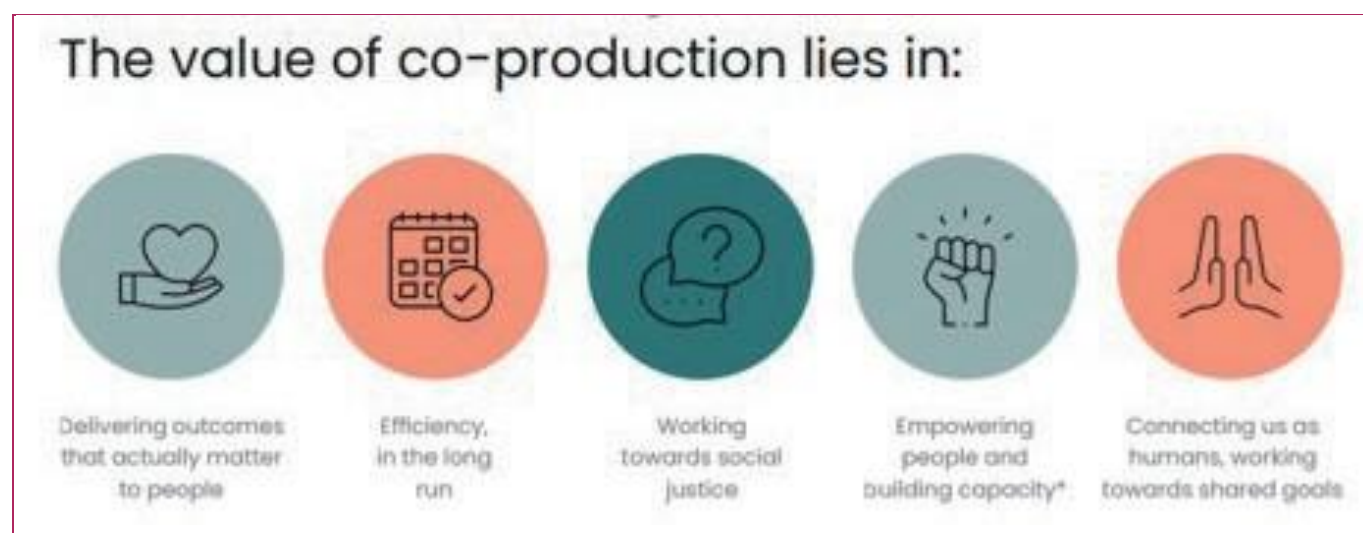 The value of co-production lies in:
Delivering outcomes
that actually matter
to people
Efficiency,
in the long
run
Working
towards social
justice
Empowering
people and
building capacity*
Connecting us as
humans, working
towards shared goals
?